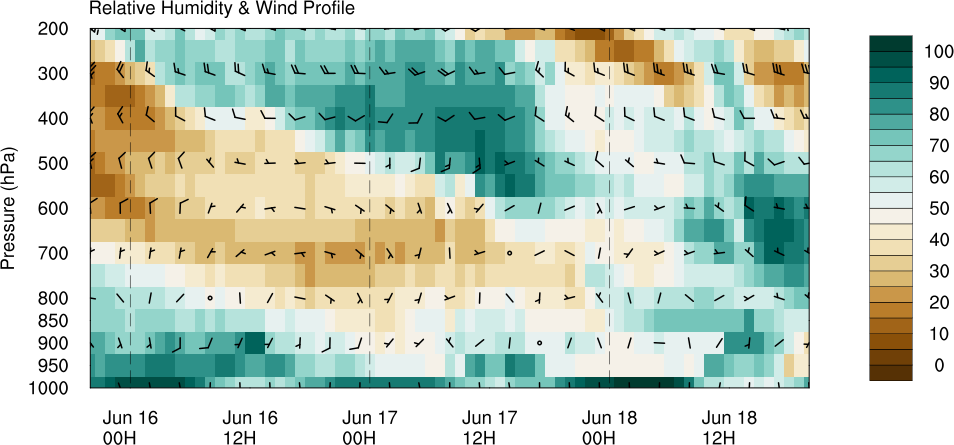 Relative Humidity & Wind Profile
Pressure (hPa)
200
300
400
500
600
700
800
850
900
950
1000
Jun 16
00H
Jun 16
12H
Jun 17
00H
Jun 17
12H
Jun 18
00H
Jun 18
12H
100
90
80
70
60
50
40
30
20
10
0